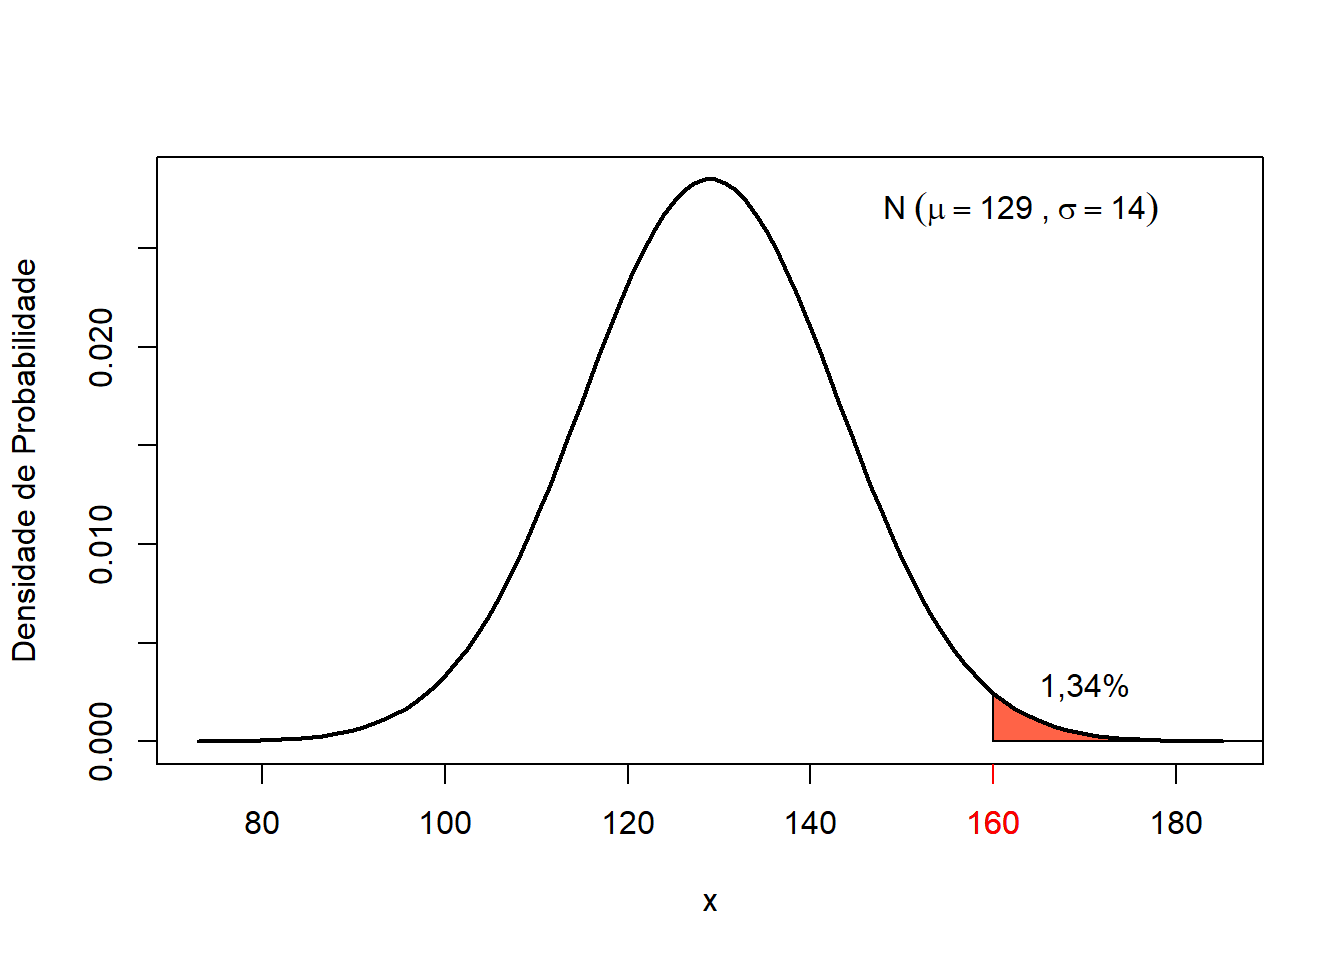 N (μ = 129 , σ = 14)
Densidade de Probabilidade
0.020
0.010
0.000
1,34%
80 100 120 140 160 180
x